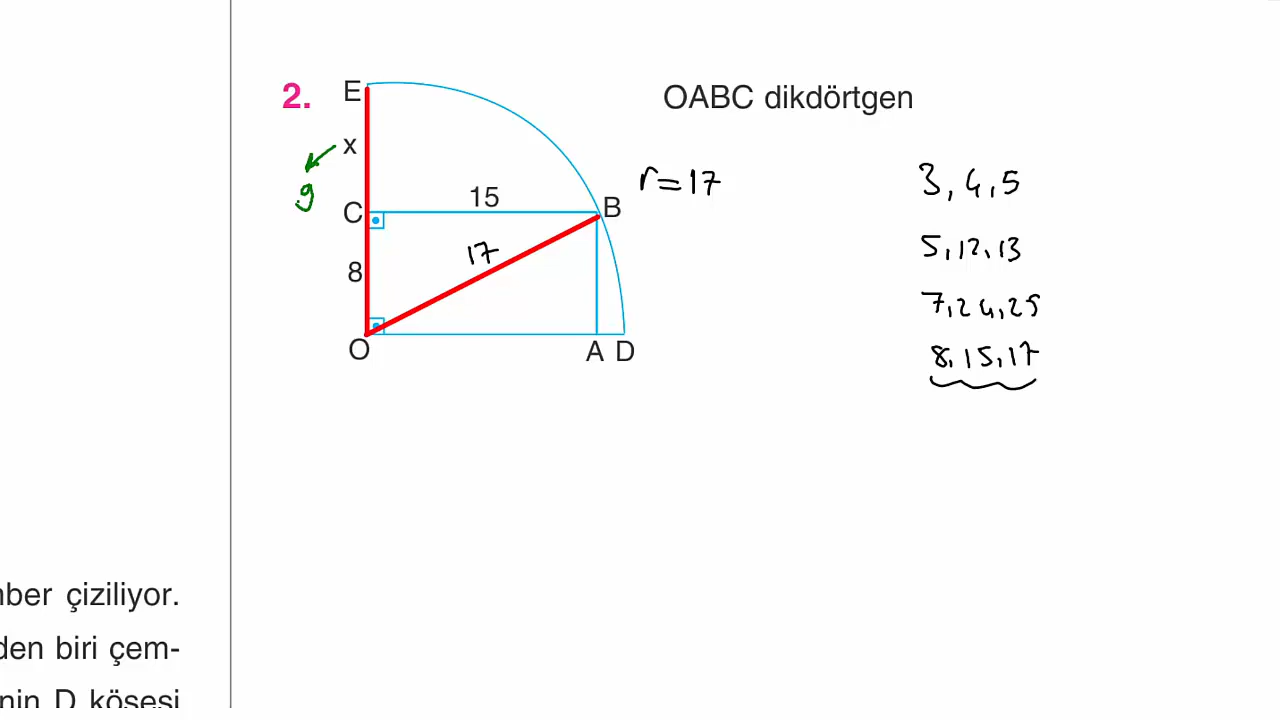 2.
E
OABC dikdörtgen
x
9
r=17
3, 4, 5
C
15
B
17
5, 12, 13
8
7, 24, 25
O
A D
8, 15, 17
nber çiziliyor.
den biri çem-
nin D köşesi